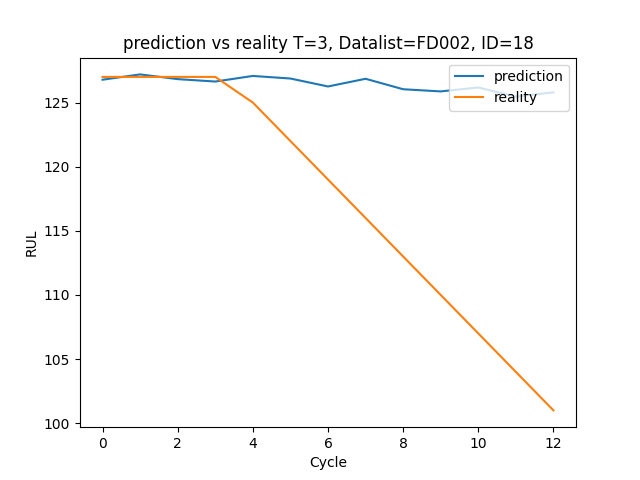 prediction vs reality T=3, Datalist=FD002, ID=18
prediction
reality
125
120
115
110
105
100
RUL
0 2 4 6 8 10 12
Cycle